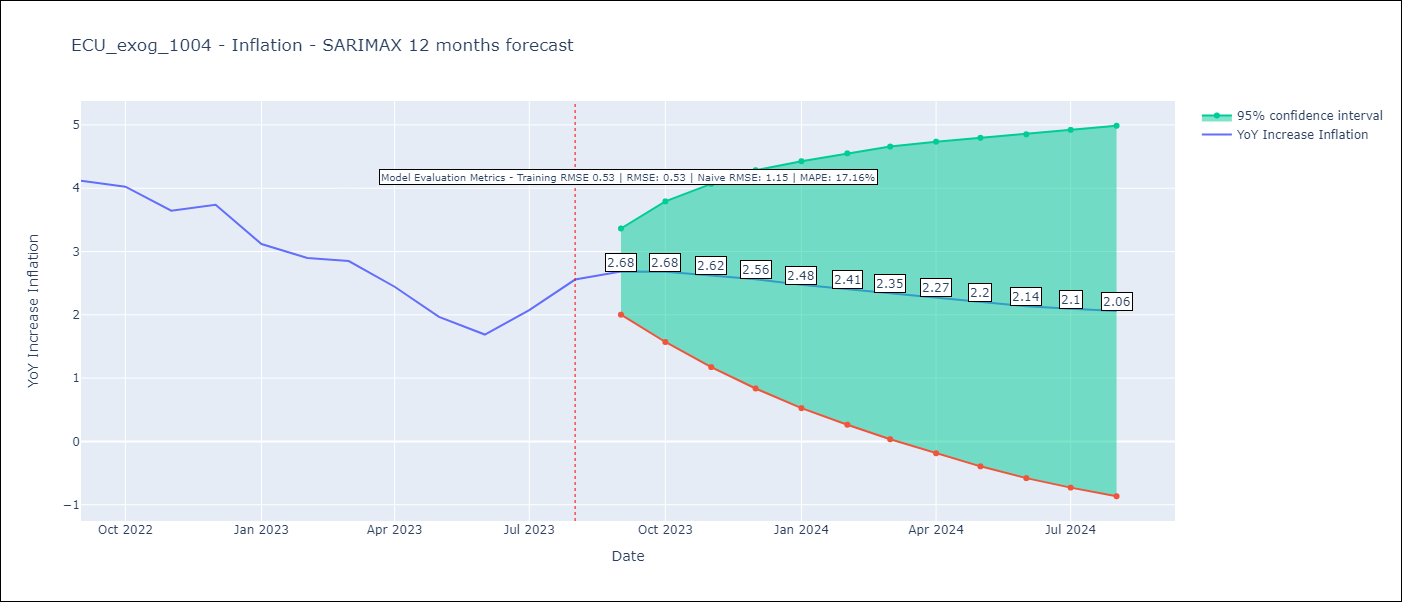 ECU_exog_1004 - Inflation - SARIMAX 12 months forecast
95% confidence interval
YoY Increase Inflation
Model Evaluation Metrics - Training RMSE 0.53 | RMSE: 0.53 | Naive RMSE: 1.15 | MAPE: 17.16%
YoY Increase Inflation
5
4
3
2
1
0
−1
2.68
2.68
2.62
2.56
2.48
2.41
2.35
2.27
2.2
2.14
2.1
2.06
Oct 2022
Jan 2023
Apr 2023
Jul 2023
Oct 2023
Jan 2024
Apr 2024
Jul 2024
Date